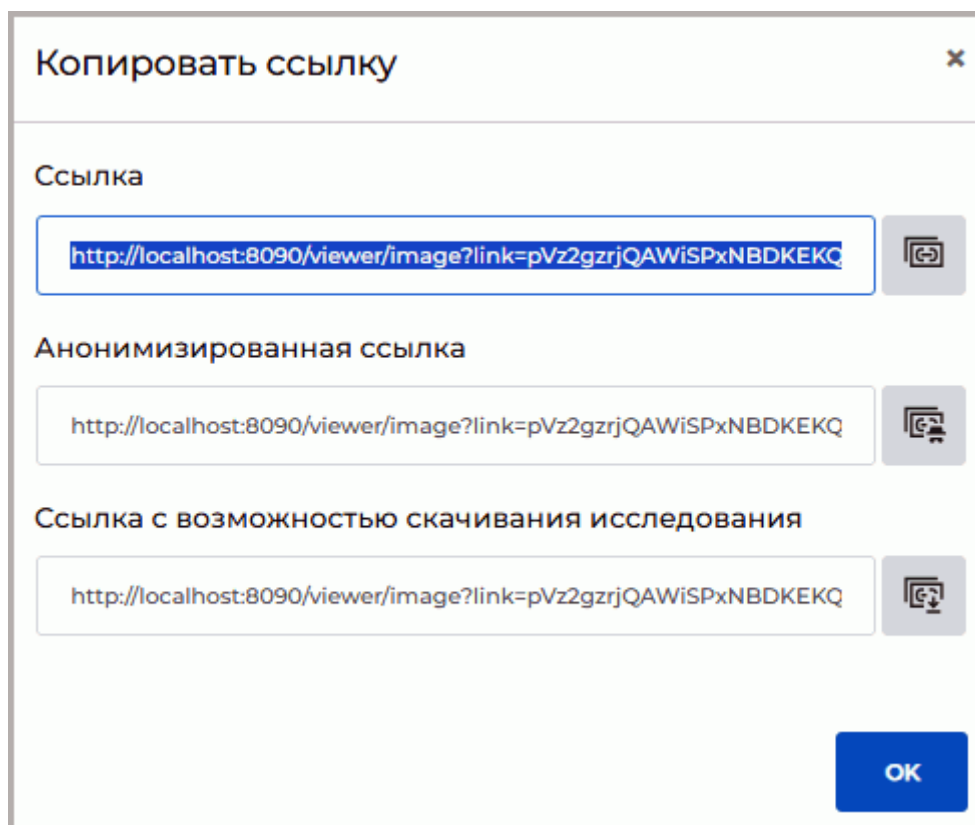 Копировать ссылку
Ссылка
http://localhost:8090/viewer/image?link=pVz2gzrjQAWiSPxNBDKEKQ
Анонимизированная ссылка
http://localhost:8090/viewer/image?link=pVz2gzrjQAWiSPxNBDKEKQ
Ссылка с возможностью скачивания исследования
http://localhost:8090/viewer/image?link=pVz2gzrjQAWiSPxNBDKEKQ
ОК